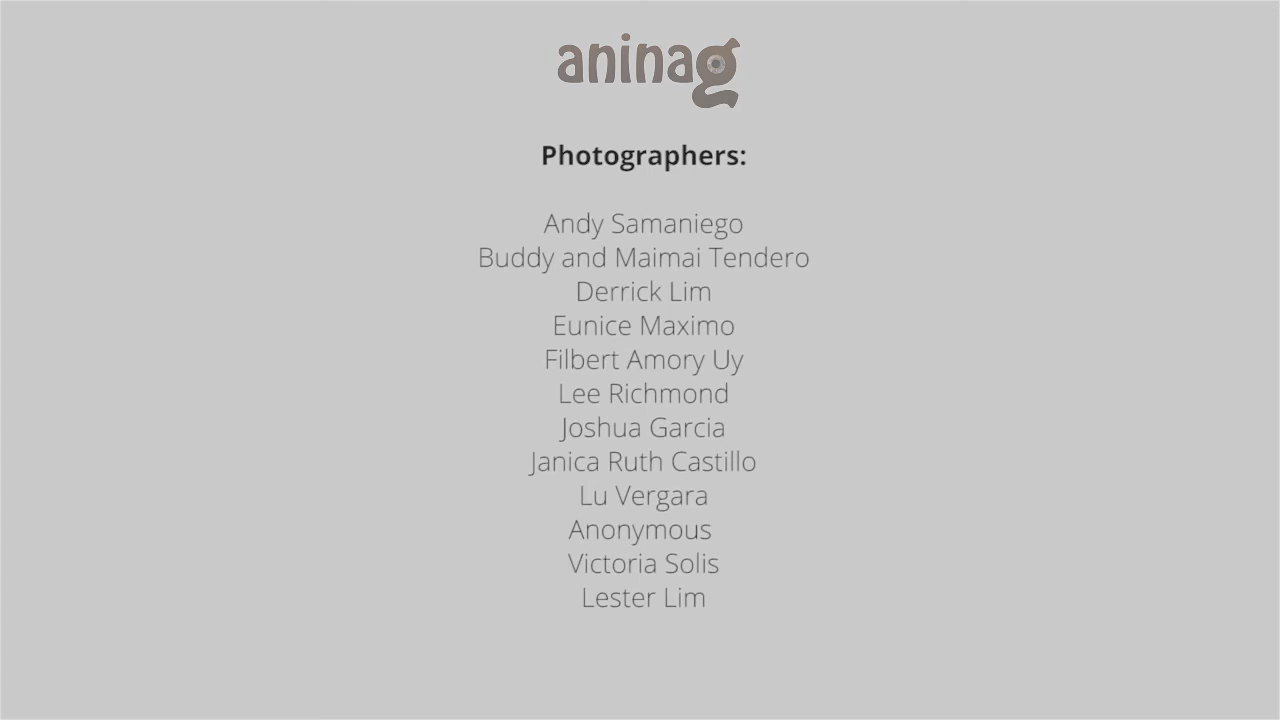 aninag
Photographers:
Andy Samaniego
Buddy and Maimai Tendero
Derrick Lim
Eunice Maximo
Filbert Amory Uy
Lee Richmond
Joshua Garcia
Janica Ruth Castillo
Lu Vergara
Anonymous
Victoria Solis
Lester Lim